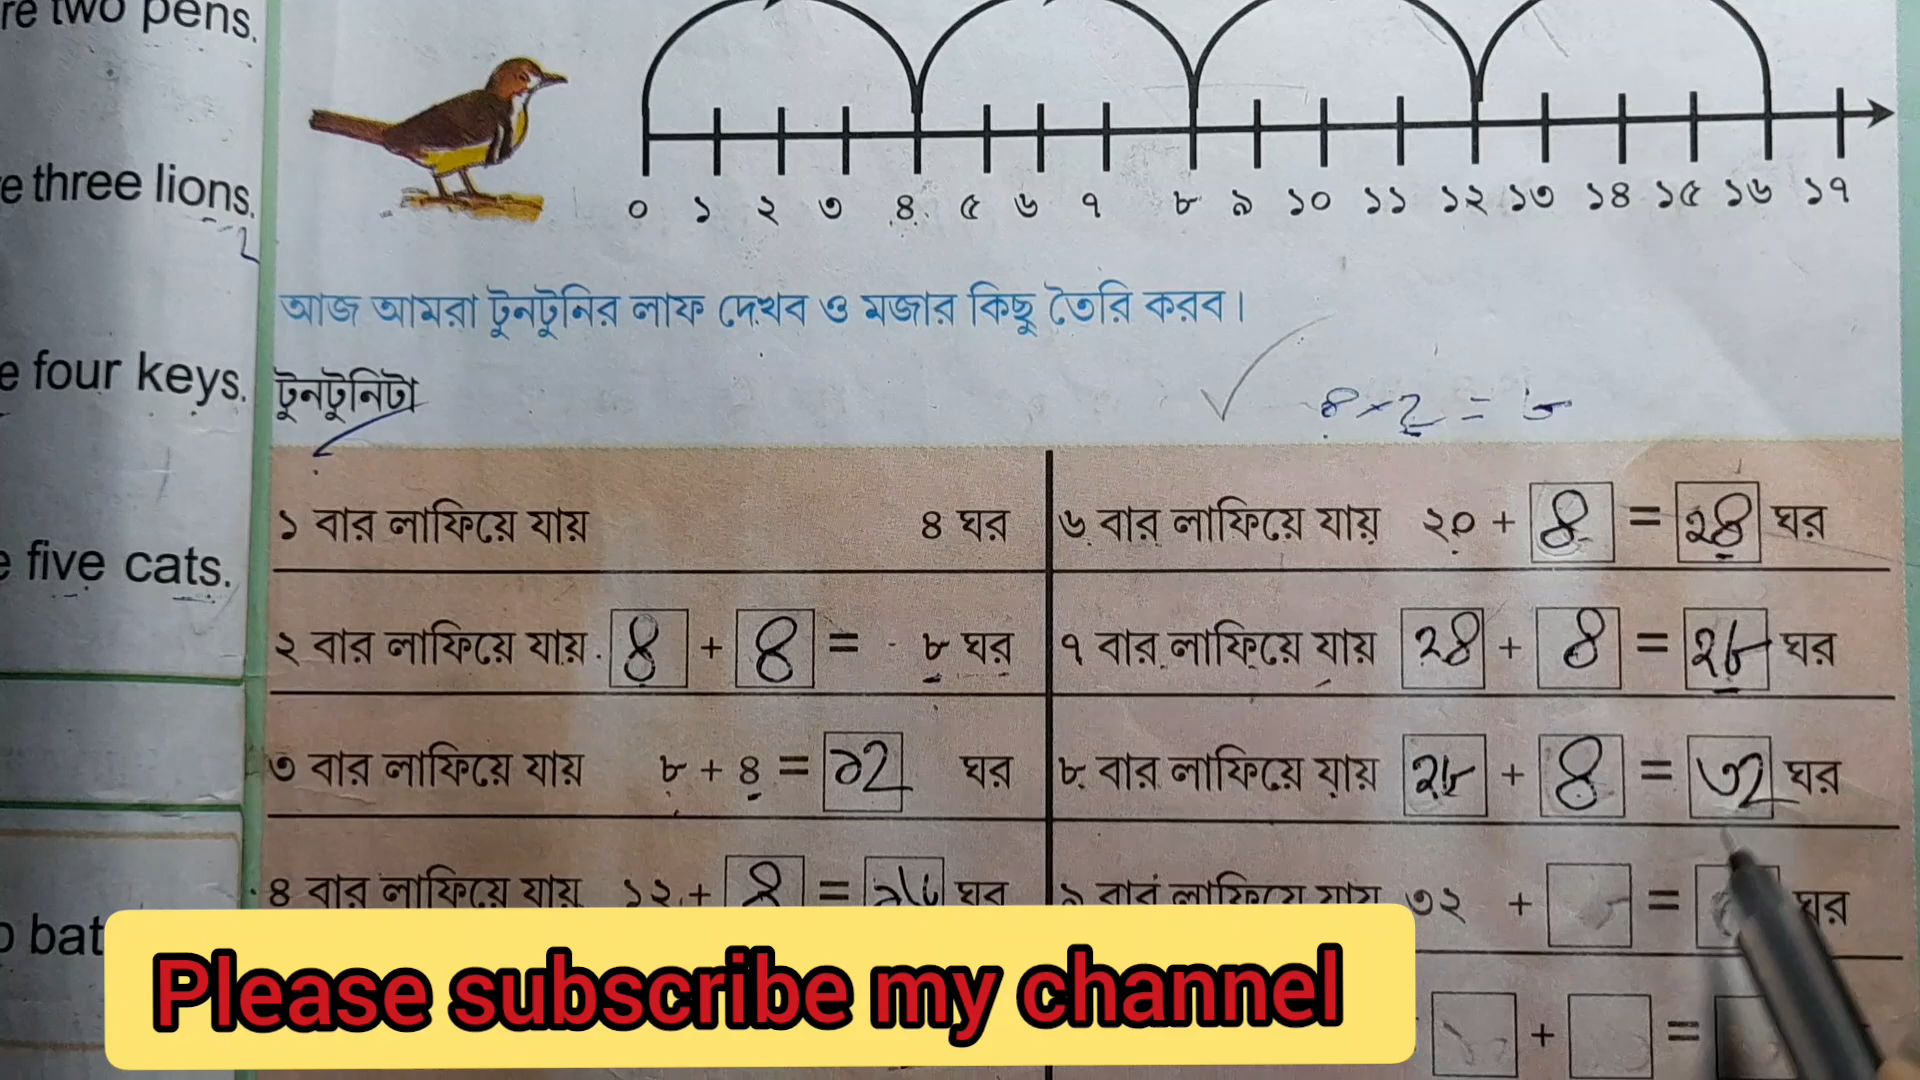 re two pens.
e three lions.
e four keys.
e five cats.
bat
০ ১ ২ ৩ ৪ ৫ ৬ ৭ ৮ ৯ ১০ ১১ ১২ ১৩ ১৪ ১৫ ১৬ ১৭
আজ আমরা টুনটুনির লাফ দেখব ও মজার কিছু তৈরি করব।
টুনটুনিটা
৪ × ২ = ৮
১ বার লাফিয়ে যায় ৪ ঘর
২ বার লাফিয়ে যায় ৪ + ৪ = ৮ ঘর
৩ বার লাফিয়ে যায় ৮ + ৪ = ১২ ঘর
৪ বার লাফিয়ে যায় ১২ + ৪ = ১৬ ঘর
৬ বার লাফিয়ে যায় ২০ + ৪ = ২৪ ঘর
৭ বার লাফিয়ে যায় ২৪ + ৪ = ২৮ ঘর
৮ বার লাফিয়ে যায় ২৮ + ৪ = ৩২ ঘর
৯ বার লাফিয়ে যায় ৩২ + = ঘর
+ =
Please subscribe my channel